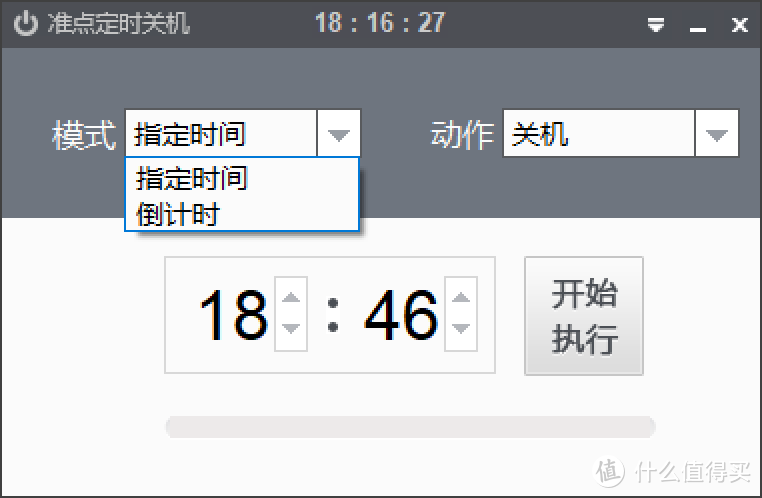 准点定时关机 18:16:27
模式 指定时间 动作 关机
指定时间
倒计时
18 : 46 开始
执行
值 什么值得买